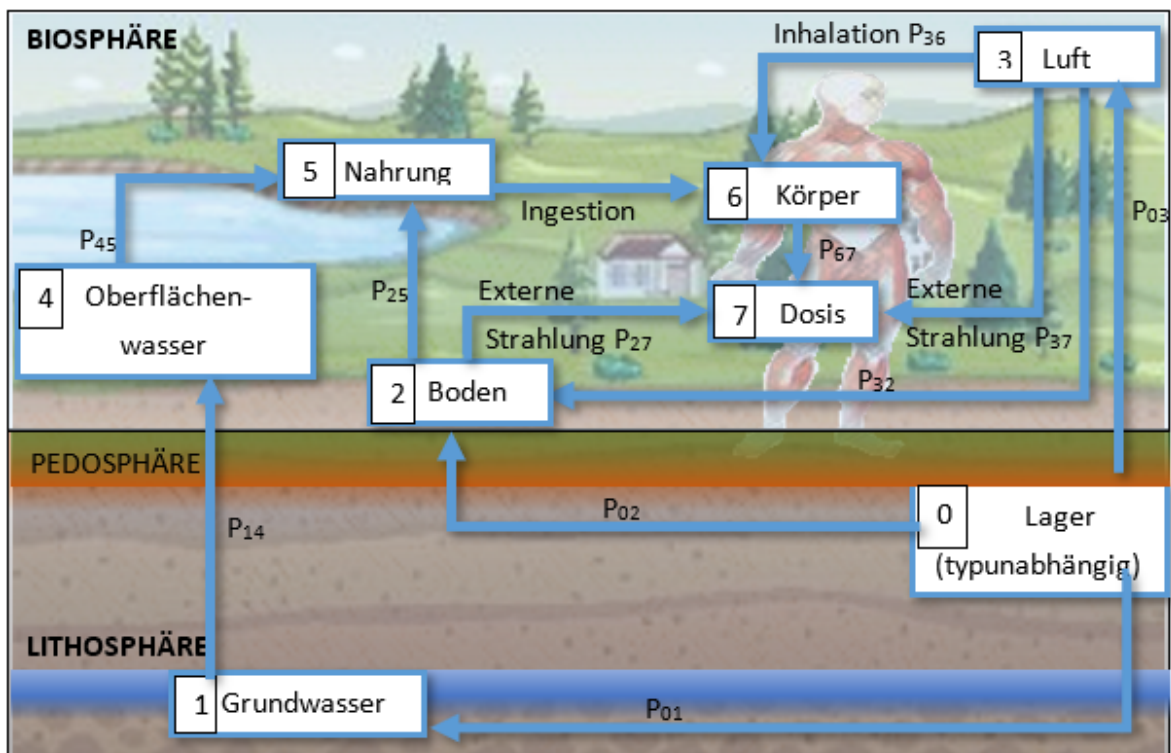 BIOSPHÄRE
Inhalation P₃₆
3 Luft
5 Nahrung
6 Körper
P₀₃
Ingestion
P₄₅
P₆₇
4 Oberflächen-
wasser
P₂₅
Externe
Strahlung P₂₇
7 Dosis
Externe
Strahlung P₃₇
2 Boden
P₃₂
PEDOSPHÄRE
P₀₂
0 Lager
(typunabhängig)
P₁₄
LITHOSPHÄRE
1 Grundwasser
P₀₁